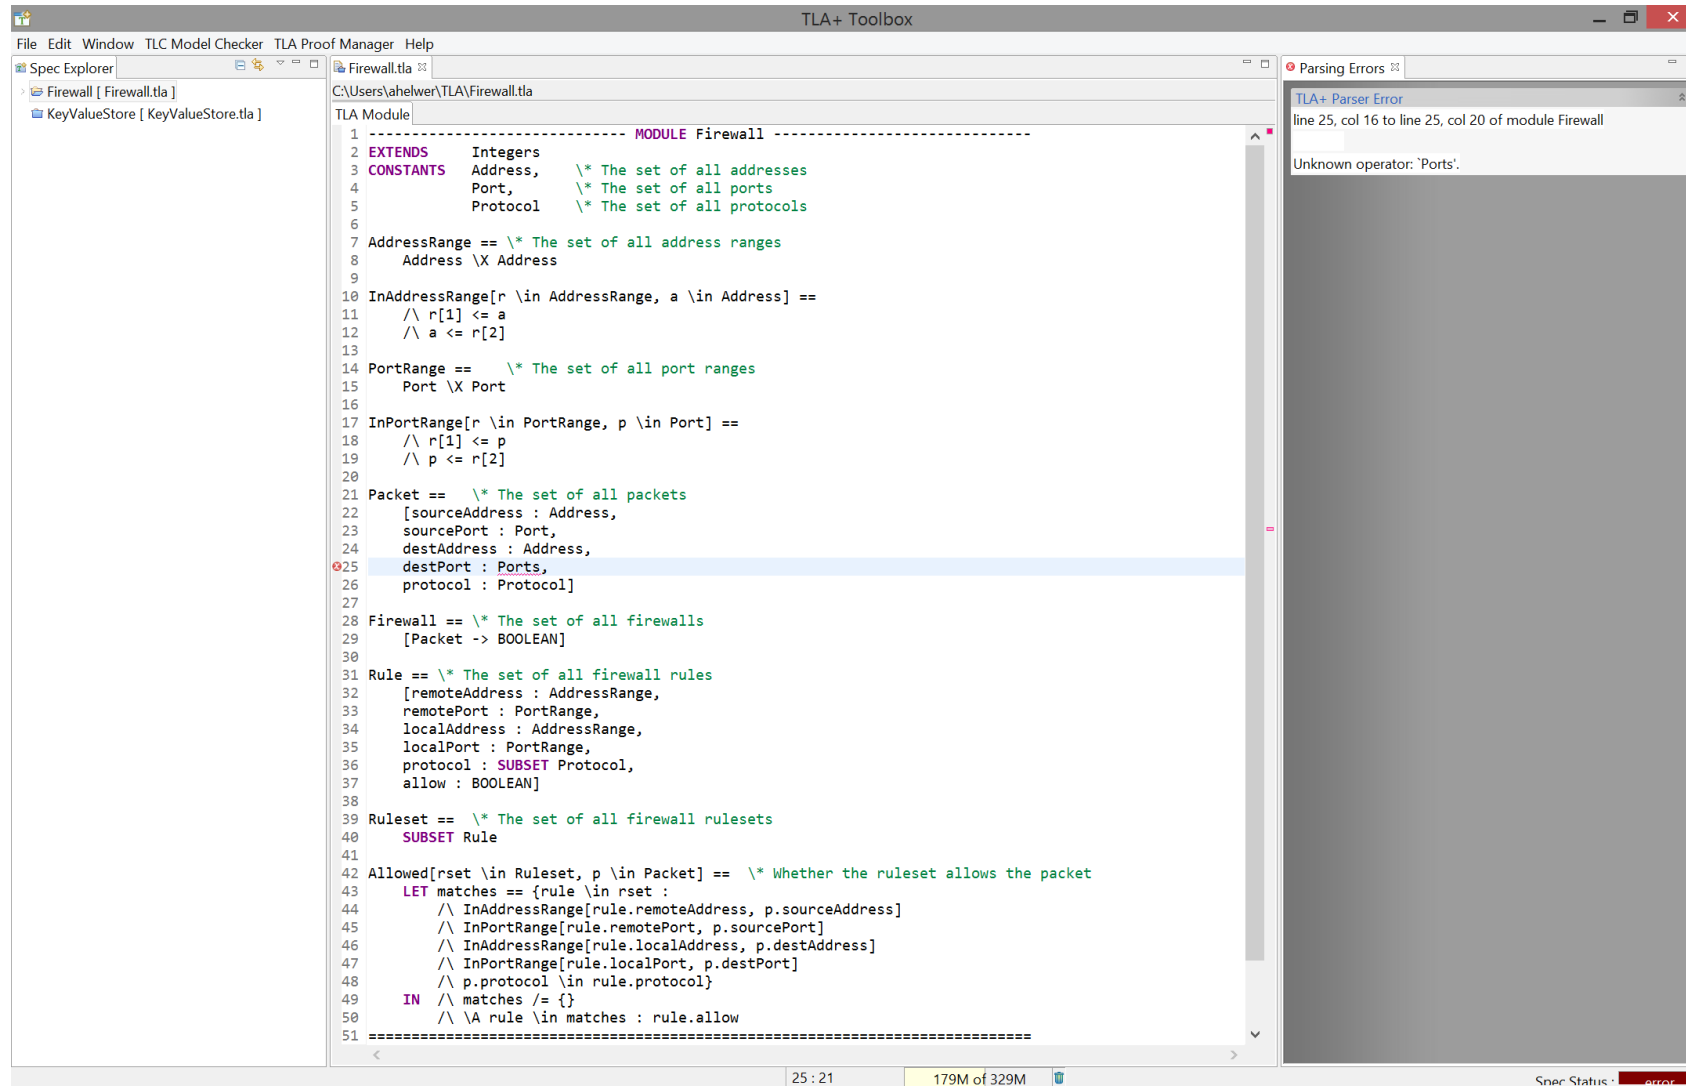 TLA+ Toolbox
File Edit Window TLC Model Checker TLA Proof Manager Help
Spec Explorer
Firewall [ Firewall.tla ]
KeyValueStore [ KeyValueStore.tla ]
Firewall.tla
C:\Users\ahelwer\TLA\Firewall.tla
TLA Module
1 ------------------------------ MODULE Firewall ------------------------------
2 EXTENDS     Integers
3 CONSTANTS   Address,    \* The set of all addresses
4             Port,       \* The set of all ports
5             Protocol    \* The set of all protocols
6
7 AddressRange == \* The set of all address ranges
8     Address \X Address
9
10 InAddressRange[r \in AddressRange, a \in Address] ==
11     /\ r[1] <= a
12     /\ a <= r[2]
13
14 PortRange ==    \* The set of all port ranges
15     Port \X Port
16
17 InPortRange[r \in PortRange, p \in Port] ==
18     /\ r[1] <= p
19     /\ p <= r[2]
20
21 Packet ==   \* The set of all packets
22     [sourceAddress : Address,
23     sourcePort : Port,
24     destAddress : Address,
25     destPort : Ports,
26     protocol : Protocol]
27
28 Firewall == \* The set of all firewalls
29     [Packet -> BOOLEAN]
30
31 Rule == \* The set of all firewall rules
32     [remoteAddress : AddressRange,
33     remotePort : PortRange,
34     localAddress : AddressRange,
35     localPort : PortRange,
36     protocol : SUBSET Protocol,
37     allow : BOOLEAN]
38
39 Ruleset ==  \* The set of all firewall rulesets
40     SUBSET Rule
41
42 Allowed[rset \in Ruleset, p \in Packet] ==  \* Whether the ruleset allows the packet
43     LET matches == {rule \in rset :
44         /\ InAddressRange[rule.remoteAddress, p.sourceAddress]
45         /\ InPortRange[rule.remotePort, p.sourcePort]
46         /\ InAddressRange[rule.localAddress, p.destAddress]
47         /\ InPortRange[rule.localPort, p.destPort]
48         /\ p.protocol \in rule.protocol}
49     IN  /\ matches /= {}
50         /\ \A rule \in matches : rule.allow
51 =============================================================================
Parsing Errors
TLA+ Parser Error
line 25, col 16 to line 25, col 20 of module Firewall
Unknown operator: `Ports'.
25 : 21
179M of 329M
Spec Status : error